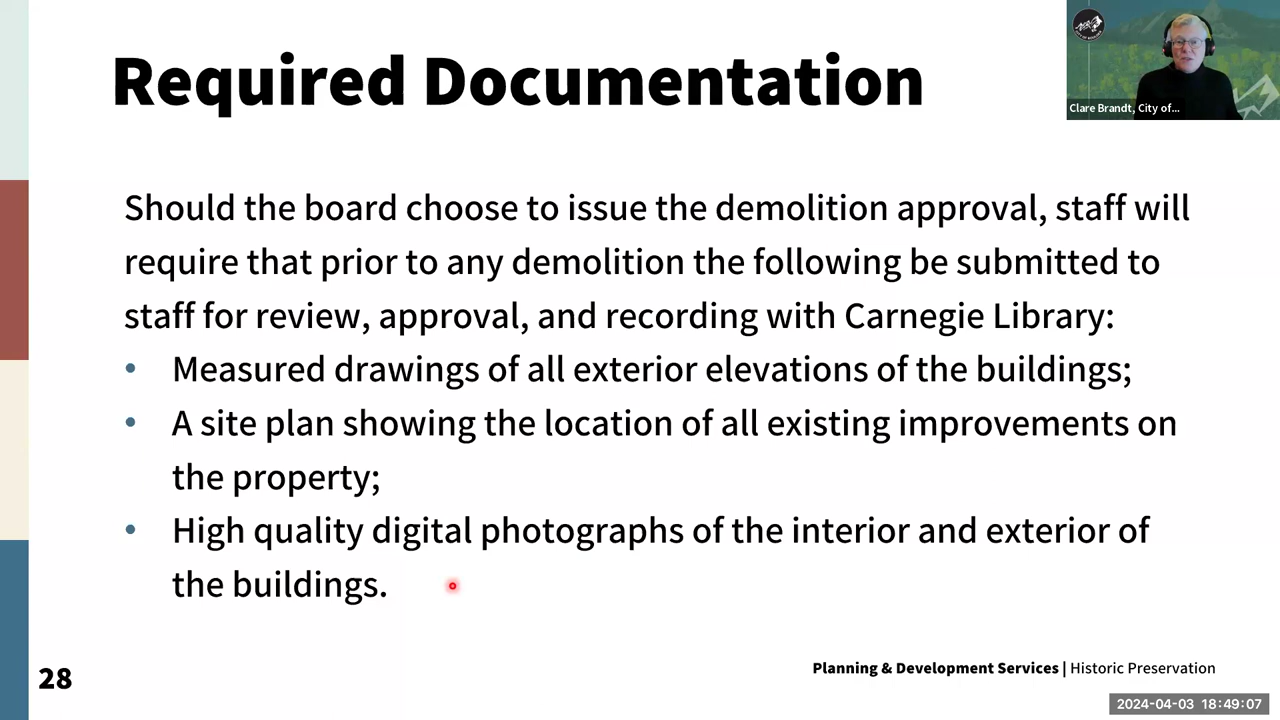 Required Documentation
Clare Brandt, City of...
Should the board choose to issue the demolition approval, staff will
require that prior to any demolition the following be submitted to
staff for review, approval, and recording with Carnegie Library:
• Measured drawings of all exterior elevations of the buildings;
• A site plan showing the location of all existing improvements on
the property;
• High quality digital photographs of the interior and exterior of
the buildings.
28
Planning & Development Services | Historic Preservation
2024-04-03 18:49:07